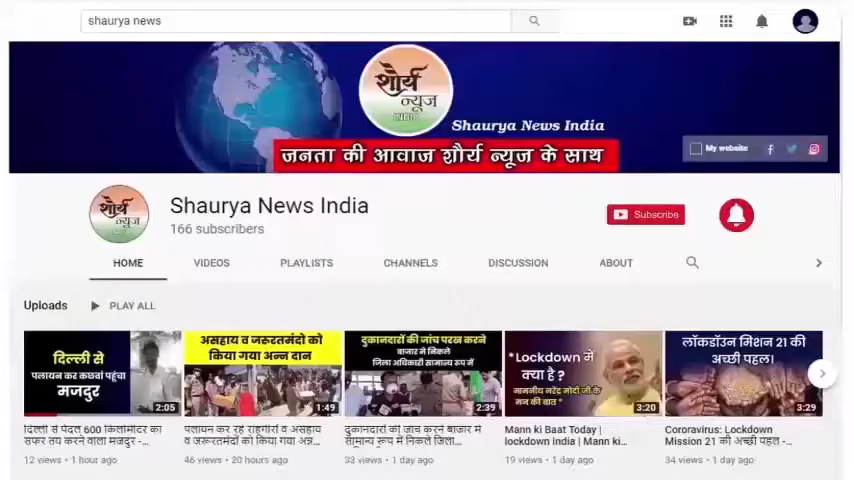 shaurya news
शौर्य
न्यूज
INDIA
Shaurya News India
जनता की आवाज शौर्य न्यूज के साथ
My website
शौर्य
न्यूज
Shaurya News India
166 subscribers
Subscribe
HOME VIDEOS PLAYLISTS CHANNELS DISCUSSION ABOUT
Uploads PLAY ALL
दिल्ली से
पलायन कर कछवां पहुंचा
मजदुर
2:05
दिल्ली से पैदल 600 किलोमीटर का
सफर तय करने वाला मजदुर -...
12 views • 1 hour ago
असहाय व जरूरतमंदो को
किया गया अन्न दान
1:49
पलायन कर रहे राहगीरों व असहाय
व जरूरतमंदों को किया गया अन्न...
46 views • 20 hours ago
दुकानदारों की जांच परख करने
बाजार मे निकले
जिला अधिकारी सामान्य रूप में
2:39
दुकानदारों की जांच करने बाजार में
सामान्य रूप में निकले जिला...
33 views • 1 day ago
"Lockdown में
क्या है ?
माननीय नरेंद्र मोदी जी के
मन की बात "
3:20
Mann ki Baat Today |
lockdown india | Mann ki...
19 views • 1 day ago
लॉकडॉउन मिशन 21 की
अच्छी पहल।
3:29
Cororavirus: Lockdown
Mission 21 की अच्छी पहल -...
34 views • 1 day ago